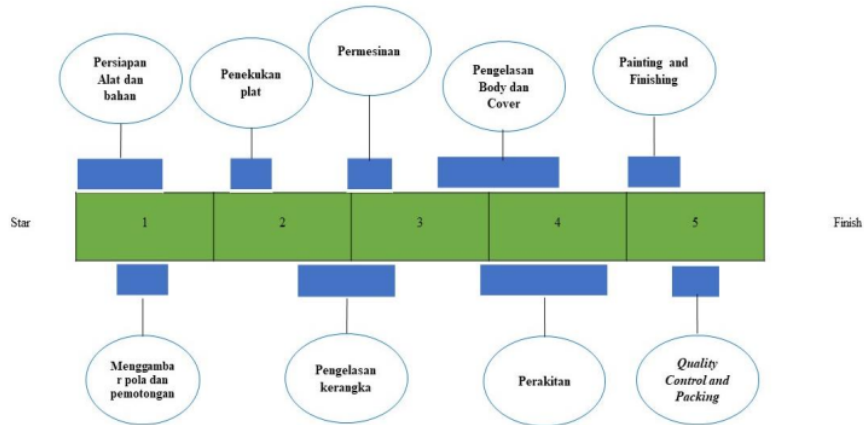 Persiapan
Alat dan
bahan
Penekukan
plat
Permesinan
Pengelasan
Body dan
Cover
Painting and
Finishing
Star
1
2
3
4
5
Finish
Menggamba
r pola dan
pemotongan
Pengelasan
kerangka
Perakitan
Quality
Control and
Packing